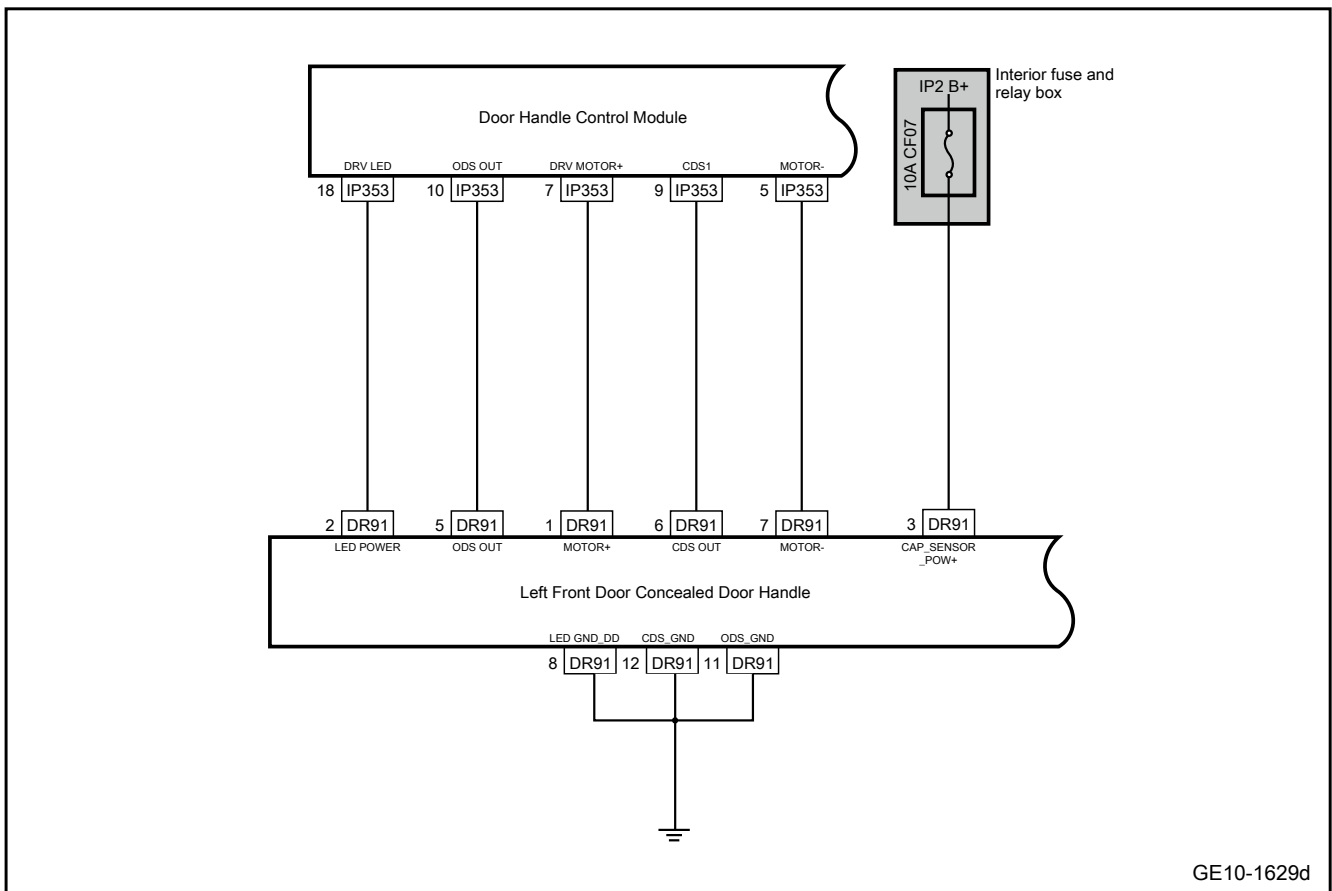 Interior fuse and
relay box
IP2 B+
10A CF07
Door Handle Control Module
DRV LED ODS OUT DRV MOTOR+ CDS1 MOTOR-
18 IP353 10 IP353 7 IP353 9 IP353 5 IP353
2 DR91 5 DR91 1 DR91 6 DR91 7 DR91 3 DR91
LED POWER ODS OUT MOTOR+ CDS OUT MOTOR- CAP_SENSOR
_POW+
Left Front Door Concealed Door Handle
LED GND_DD CDS_GND ODS_GND
8 DR91 12 DR91 11 DR91
GE10-1629d